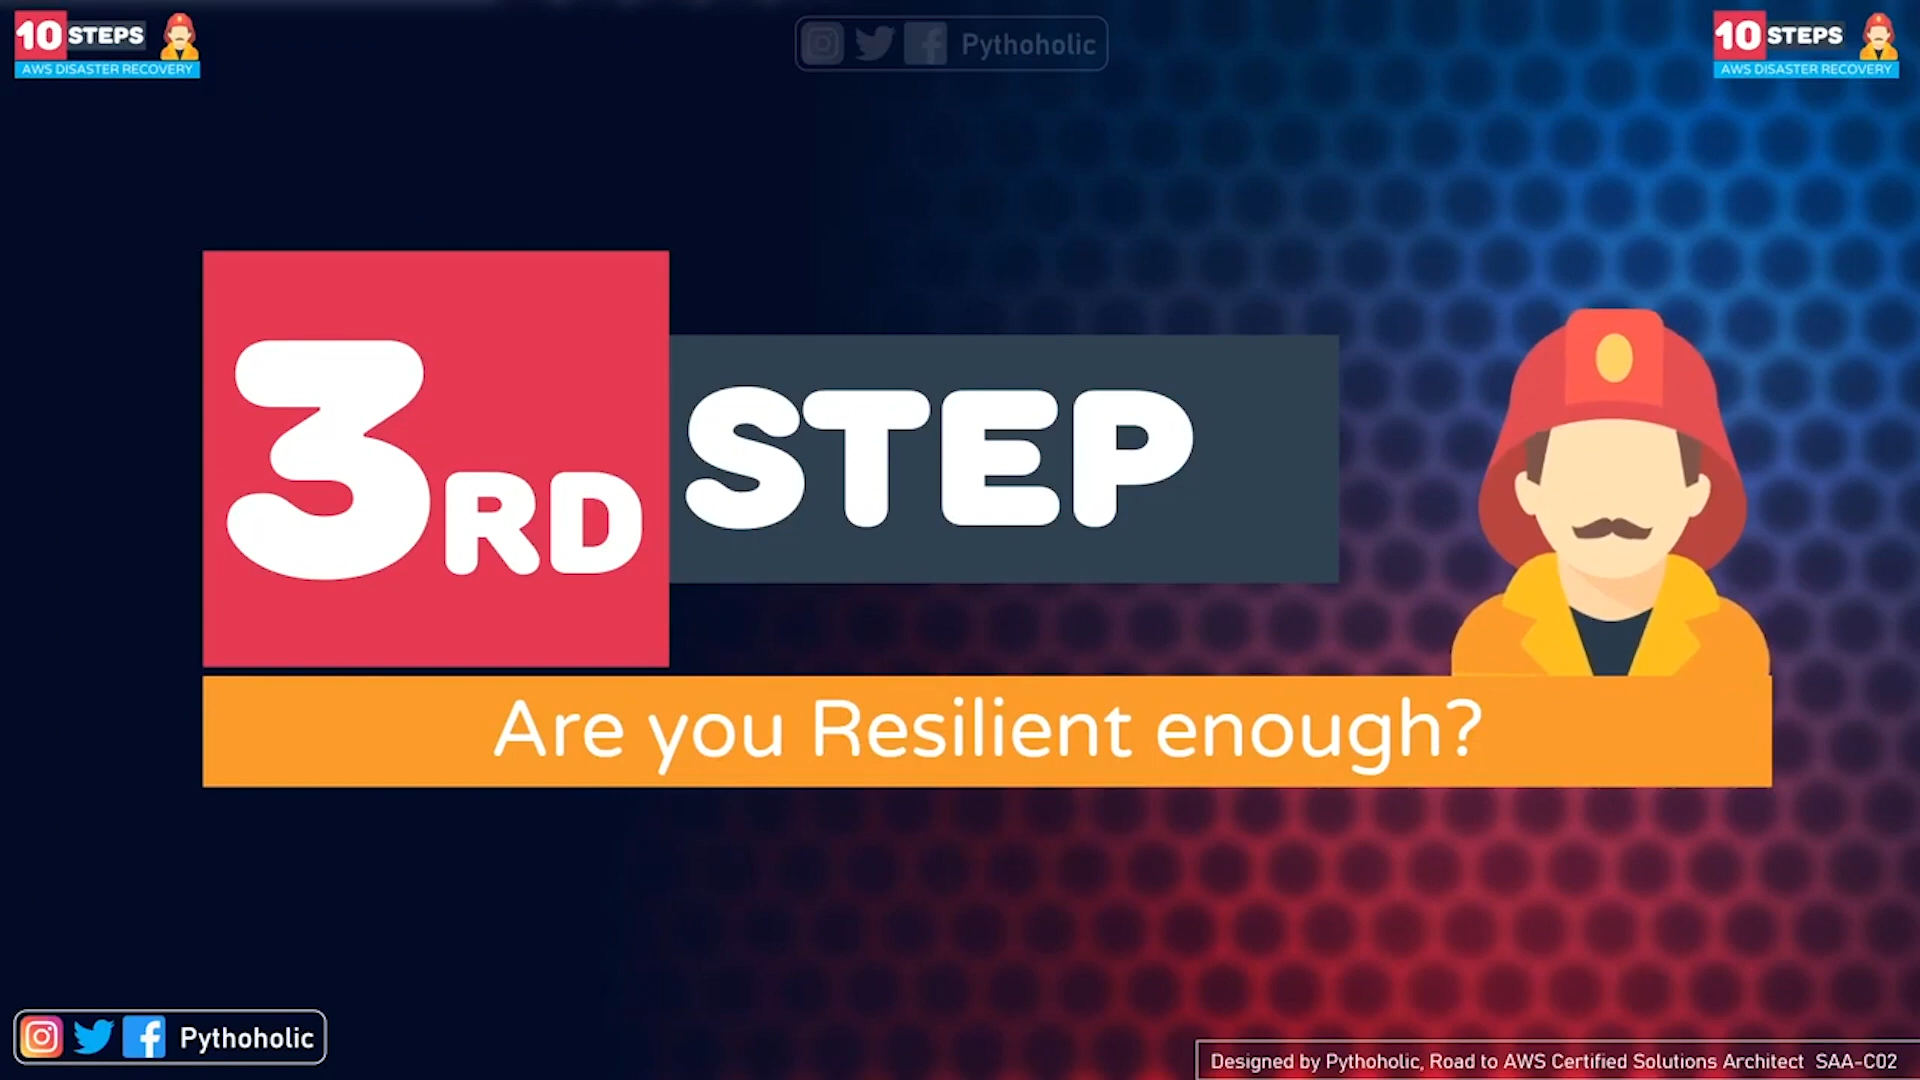 10 STEPS
AWS DISASTER RECOVERY
Pythoholic
10 STEPS
AWS DISASTER RECOVERY
3RD STEP
Are you Resilient enough?
Pythoholic
Designed by Pythoholic, Road to AWS Certified Solutions Architect SAA-C02